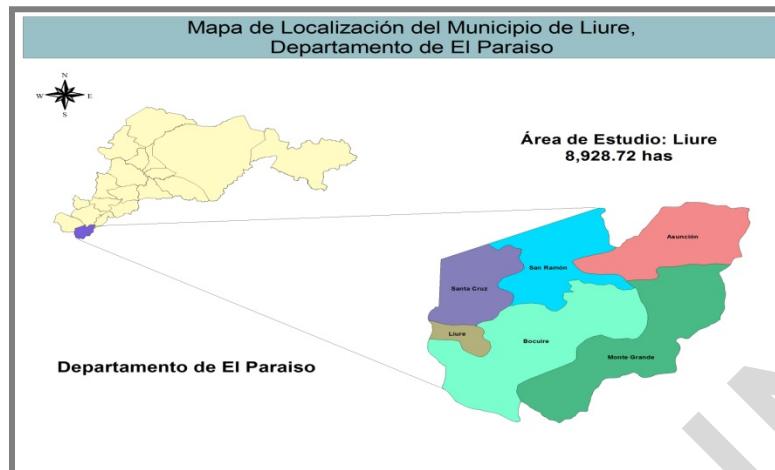 Mapa de Localización del Municipio de Liure,
Departamento de El Paraiso
N
W E
S
Área de Estudio: Liure
8,928.72 has
Asunción
San Ramón
Santa Cruz
Liure
Bocuire
Monte Grande
Departamento de El Paraiso